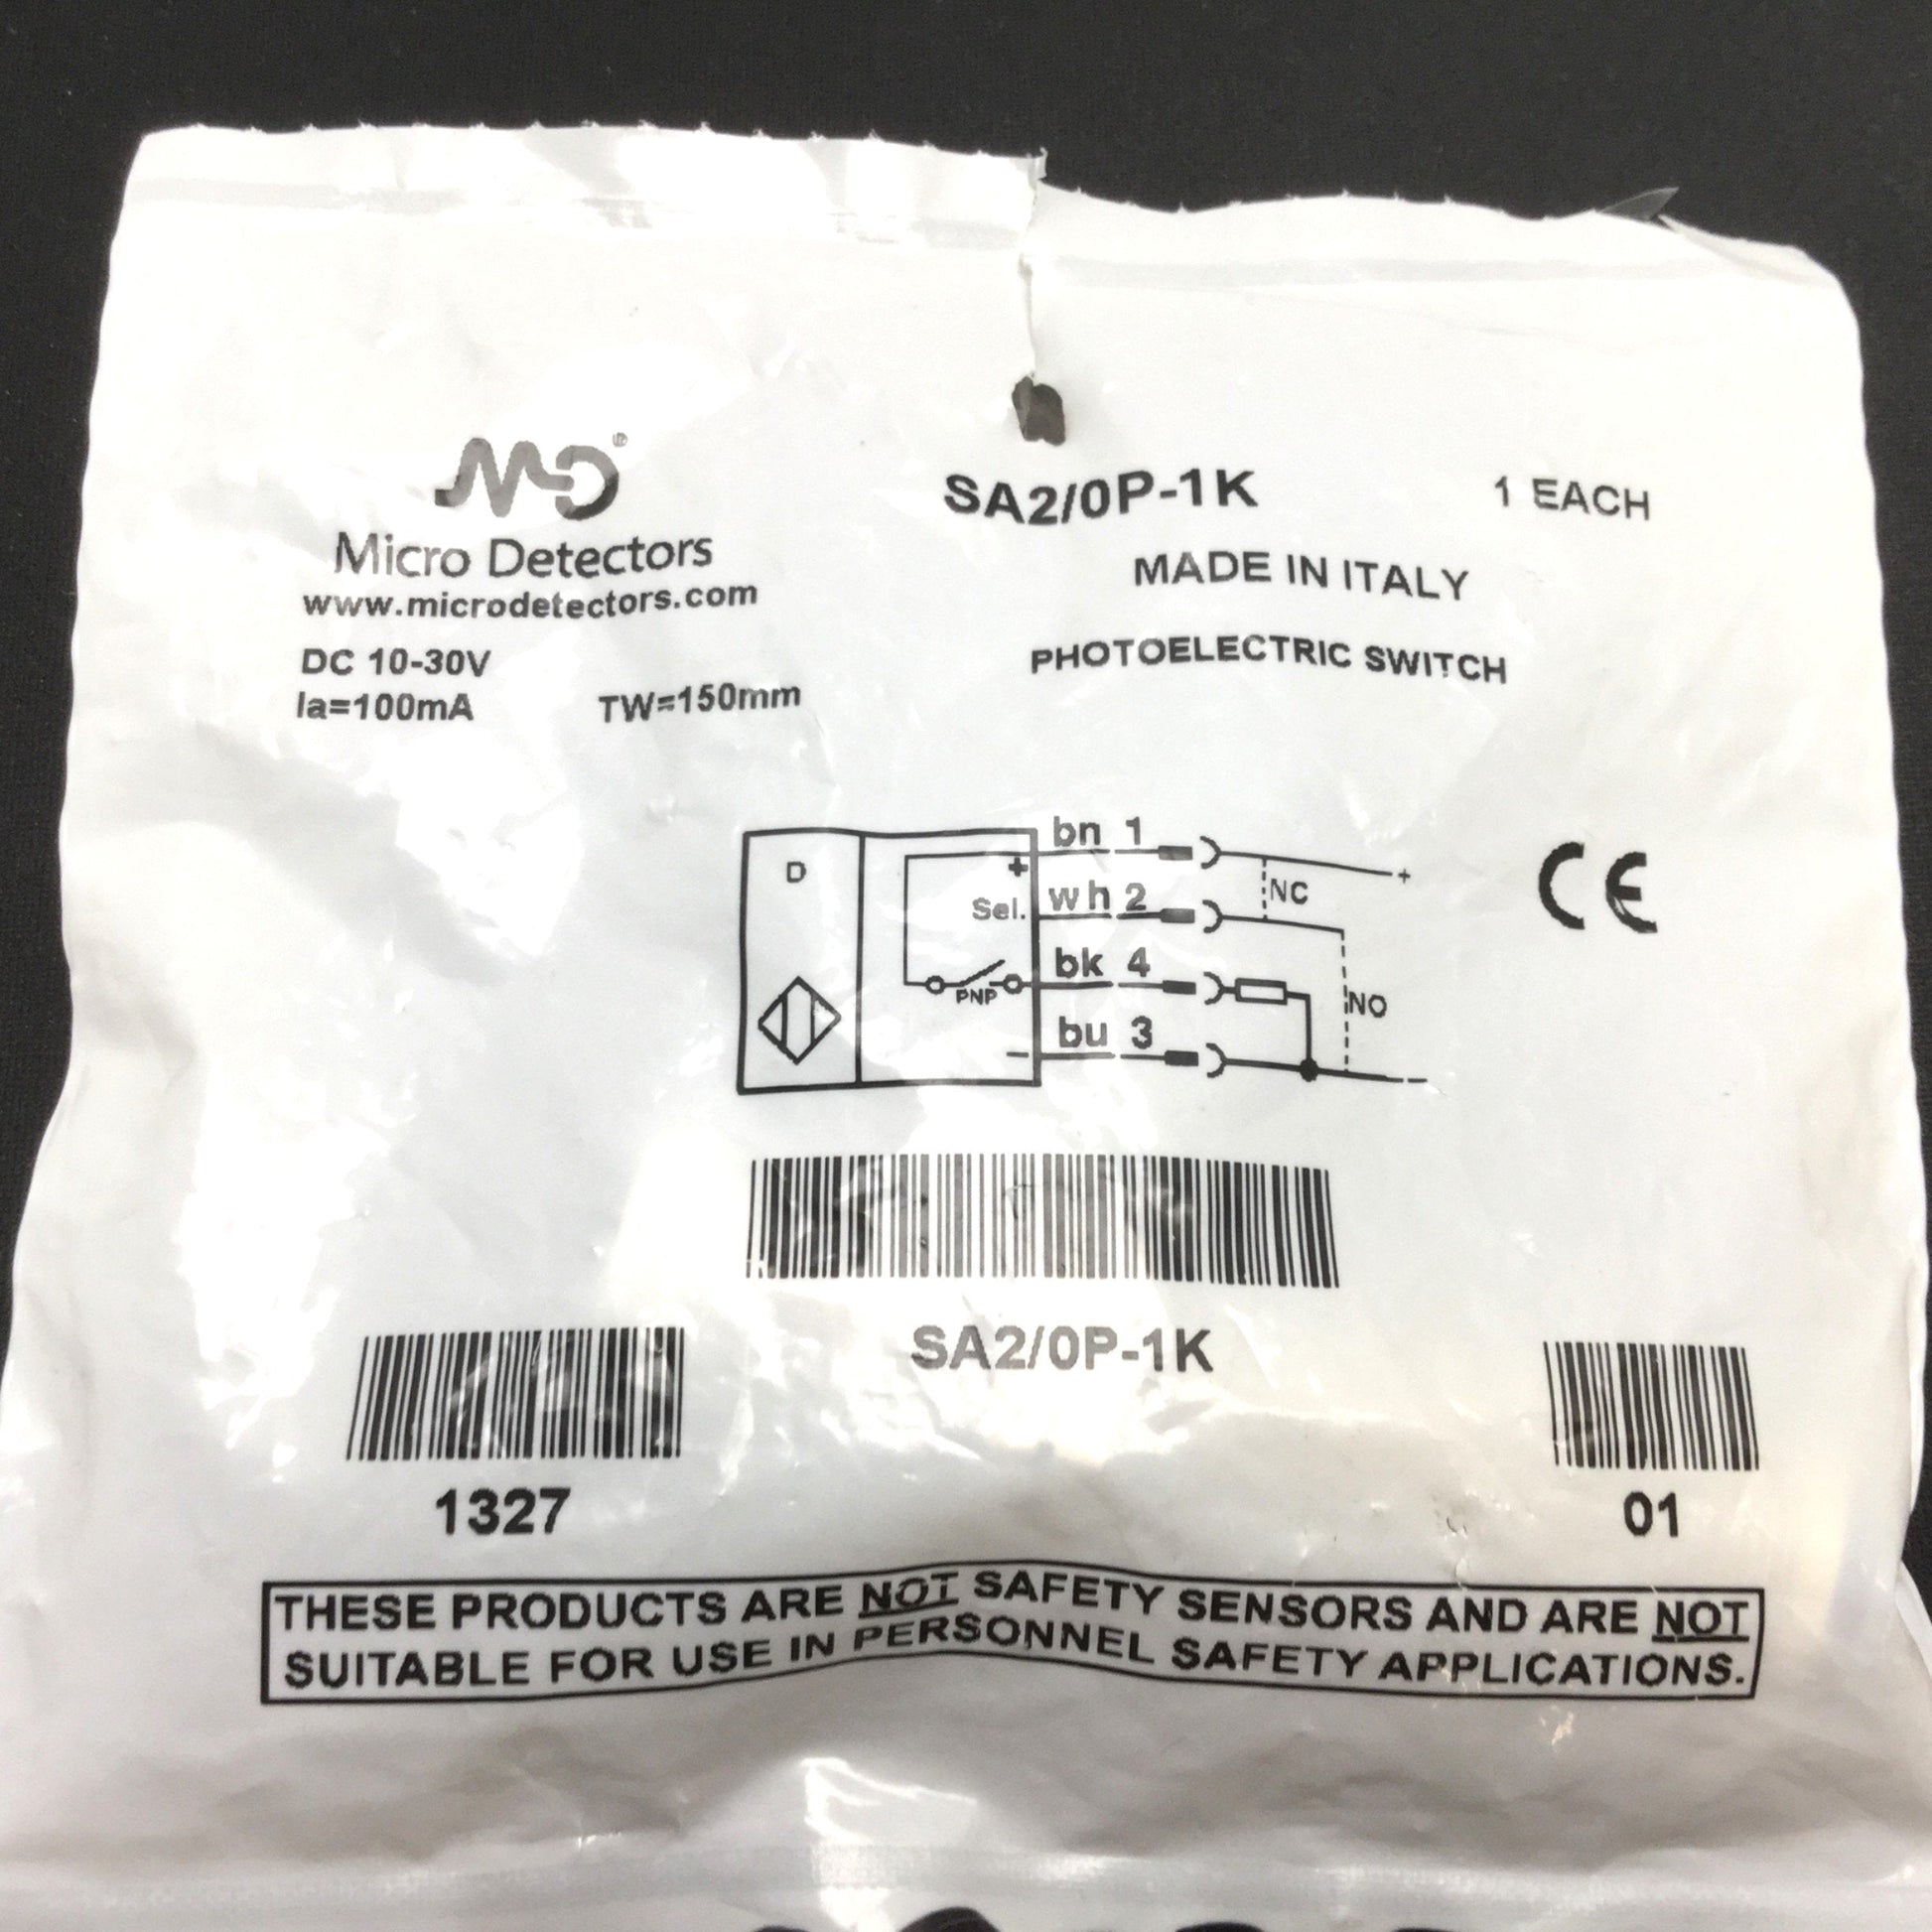 MD®
Micro Detectors
www.microdetectors.com
DC 10-30V
Ia=100mA TW=150mm
SA2/0P-1K 1 EACH
MADE IN ITALY
PHOTOELECTRIC SWITCH
D
+
Sel.
PNP
−
bn 1
wh 2
bk 4
bu 3
NC
NO
+
−
CE
SA2/0P-1K
1327
01
THESE PRODUCTS ARE NOT SAFETY SENSORS AND ARE NOT
SUITABLE FOR USE IN PERSONNEL SAFETY APPLICATIONS.